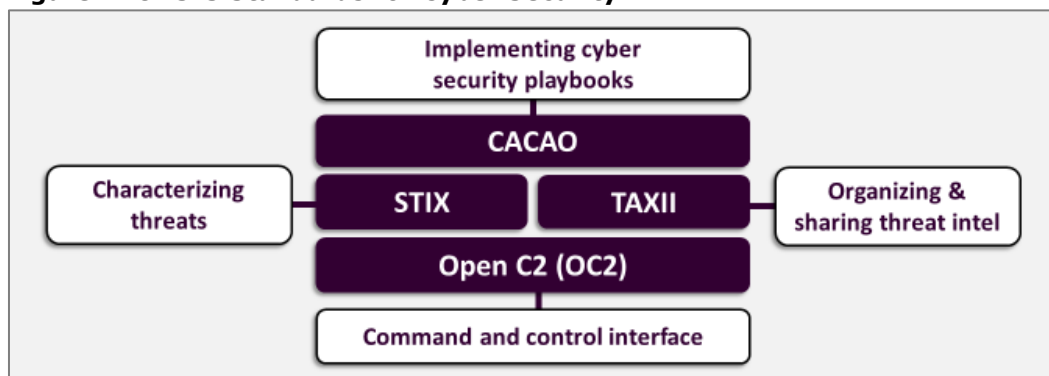 Implementing cyber
security playbooks
CACAO
Characterizing
threats
STIX
TAXII
Organizing &
sharing threat intel
Open C2 (OC2)
Command and control interface